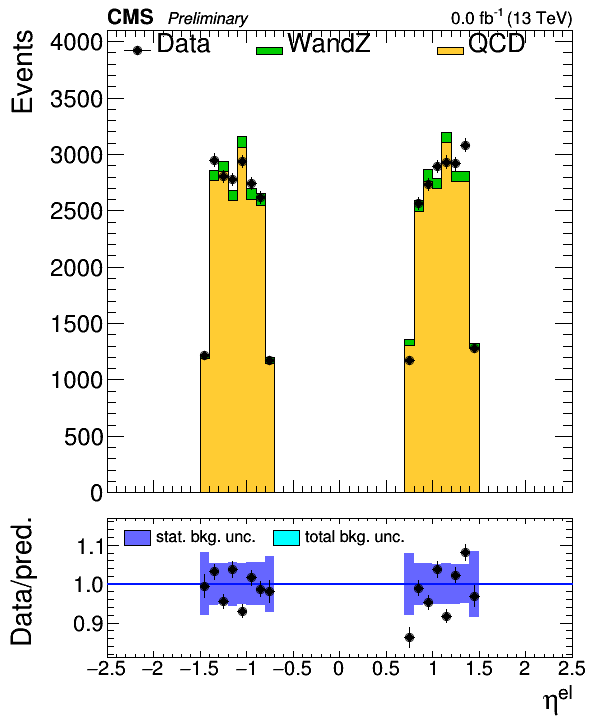 CMS Preliminary 0.0 fb⁻¹ (13 TeV)
Events
Data WandZ QCD
4000
3500
3000
2500
2000
1500
1000
500
0
Data/pred.
stat. bkg. unc. total bkg. unc.
1.1
1.0
0.9
−2.5 −2 −1.5 −1 −0.5 0 0.5 1 1.5 2 2.5
η^el